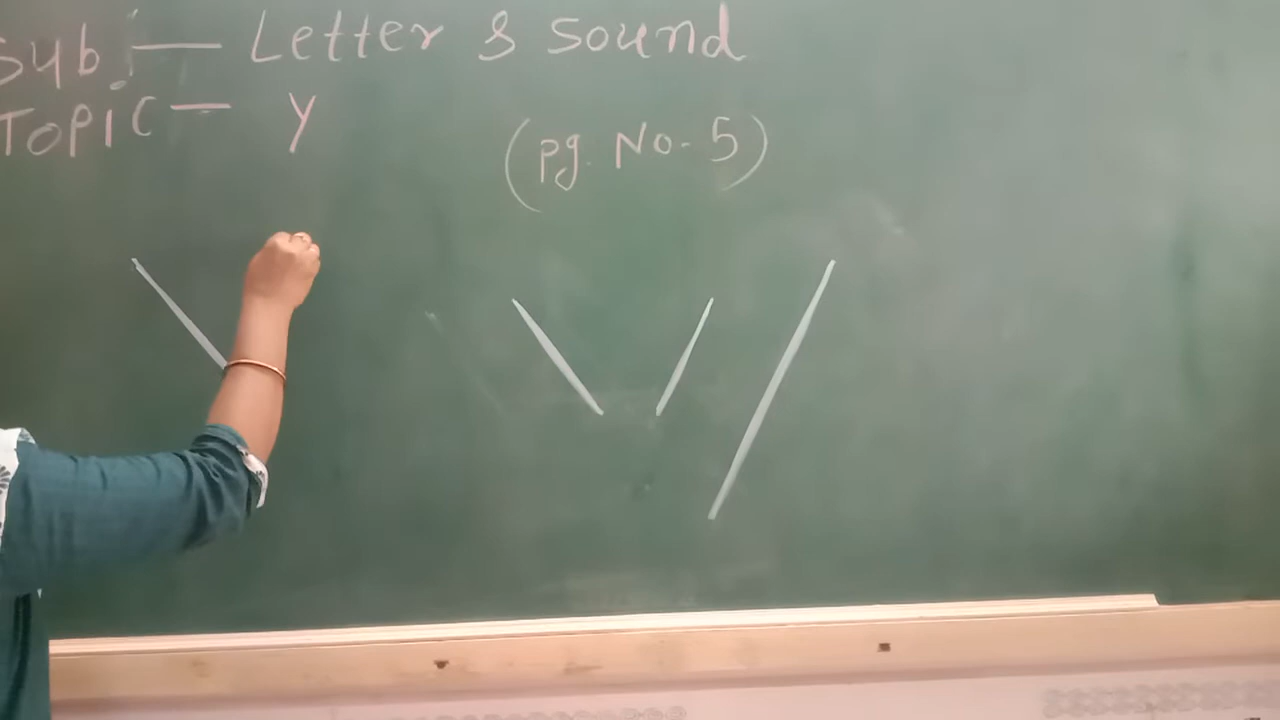 Sub :— Letter & Sound
Topic — y
(pg. No. 5)